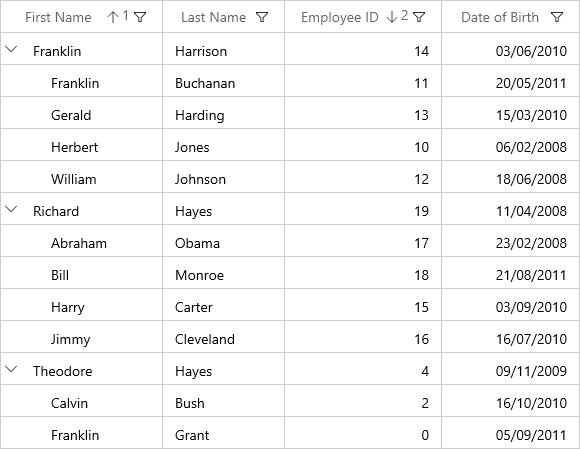 First Name 1 Last Name Employee ID 2 Date of Birth
Franklin Harrison 14 03/06/2010
Franklin Buchanan 11 20/05/2011
Gerald Harding 13 15/03/2010
Herbert Jones 10 06/02/2008
William Johnson 12 18/06/2008
Richard Hayes 19 11/04/2008
Abraham Obama 17 23/02/2008
Bill Monroe 18 21/08/2011
Harry Carter 15 03/09/2010
Jimmy Cleveland 16 16/07/2010
Theodore Hayes 4 09/11/2009
Calvin Bush 2 16/10/2010
Franklin Grant 0 05/09/2011